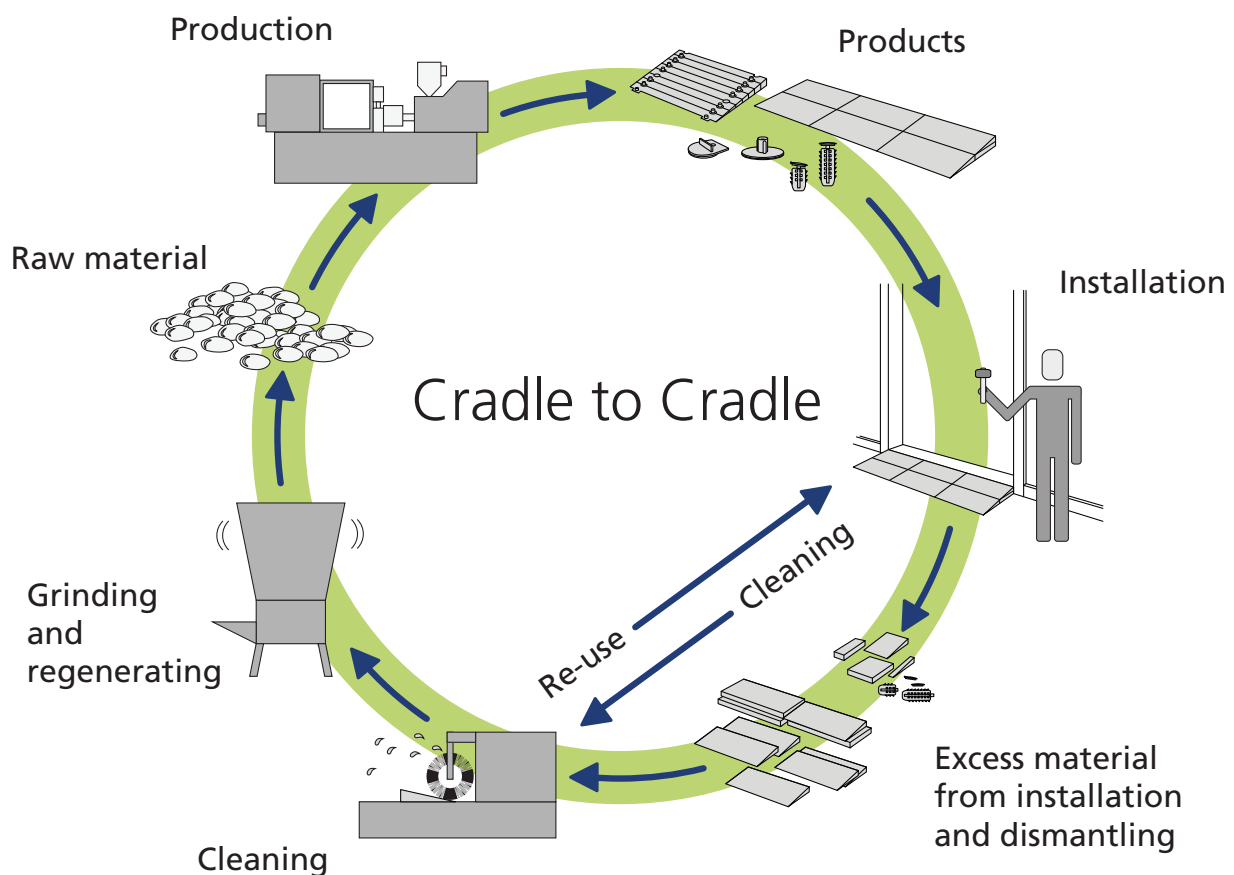 Production
Products
Raw material
Installation
Cradle to Cradle
Re-use
Cleaning
Grinding
and
regenerating
Excess material
from installation
and dismantling
Cleaning